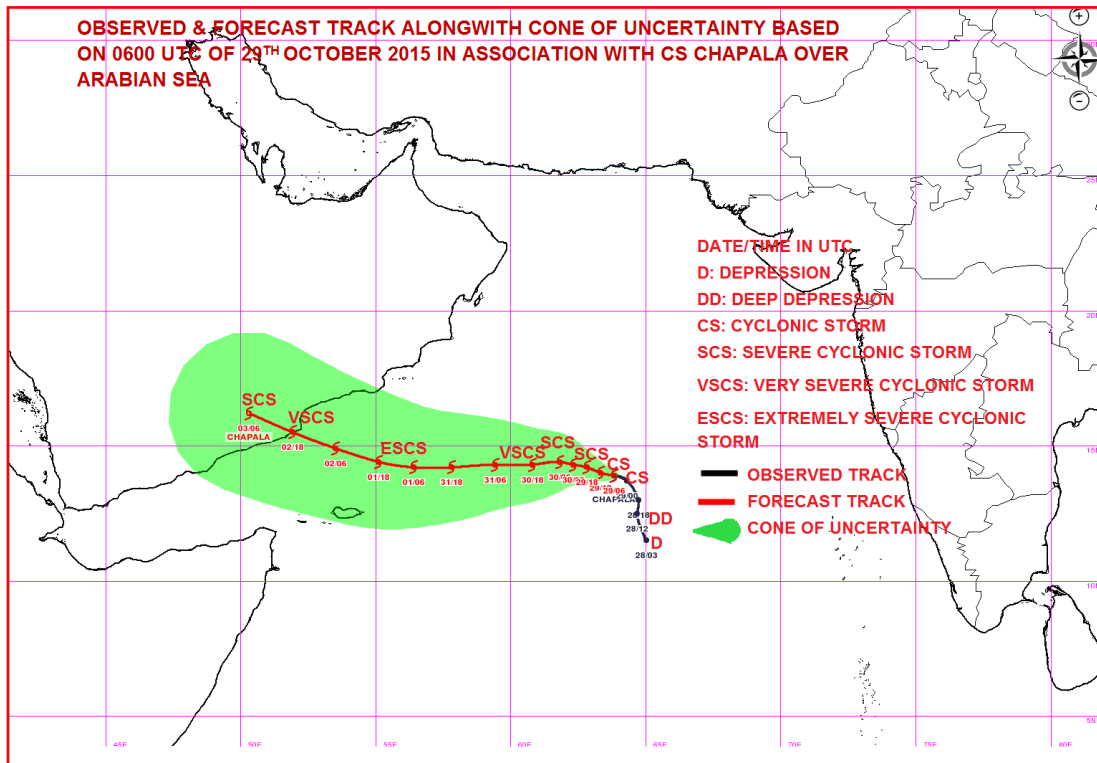 OBSERVED & FORECAST TRACK ALONGWITH CONE OF UNCERTAINTY BASED
ON 0600 UTC OF 29TH OCTOBER 2015 IN ASSOCIATION WITH CS CHAPALA OVER
ARABIAN SEA
DATE/TIME IN UTC
D: DEPRESSION
DD: DEEP DEPRESSION
CS: CYCLONIC STORM
SCS: SEVERE CYCLONIC STORM
VSCS: VERY SEVERE CYCLONIC STORM
ESCS: EXTREMELY SEVERE CYCLONIC
STORM
OBSERVED TRACK
FORECAST TRACK
CONE OF UNCERTAINTY
SCS
03/06
CHAPALA
VSCS
02/18
02/06
ESCS
01/18
01/06
31/18
31/06
VSCS
30/18
SCS
SCS
29/18
CS
29/06
CS
CHAPALA
28/18
DD
28/12
D
28/03
25N
20N
15N
10N
5N
45E
50E
55E
60E
65E
70E
75E
80E